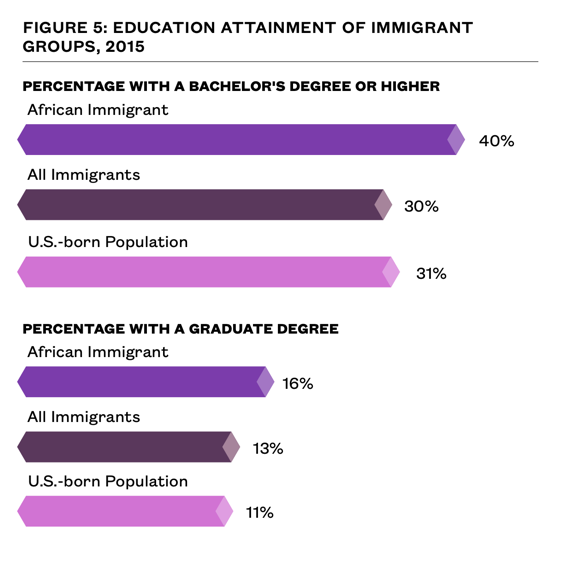 FIGURE 5: EDUCATION ATTAINMENT OF IMMIGRANT
GROUPS, 2015
PERCENTAGE WITH A BACHELOR'S DEGREE OR HIGHER
African Immigrant
40%
All Immigrants
30%
U.S.-born Population
31%
PERCENTAGE WITH A GRADUATE DEGREE
African Immigrant
16%
All Immigrants
13%
U.S.-born Population
11%